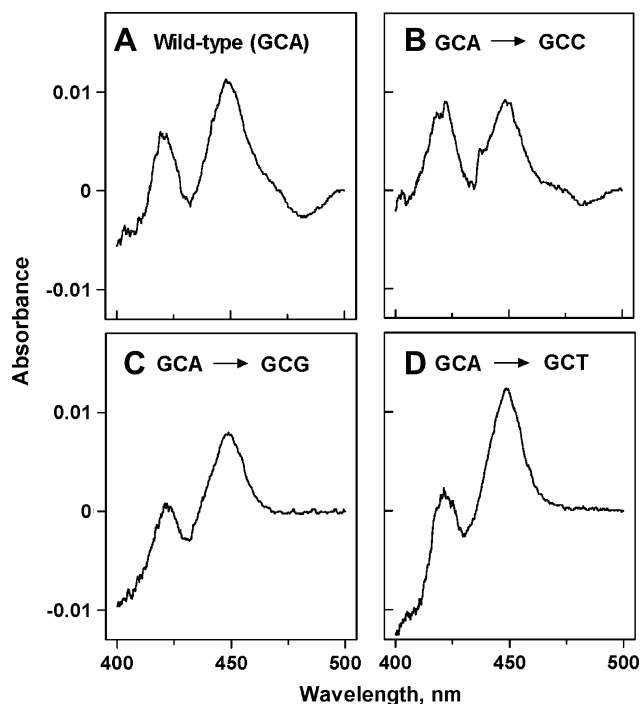 A Wild-type (GCA)
B GCA → GCC
0.01
0
-0.01
C GCA → GCG
D GCA → GCT
0.01
0
-0.01
400 450 500 400 450 500
Absorbance
Wavelength, nm